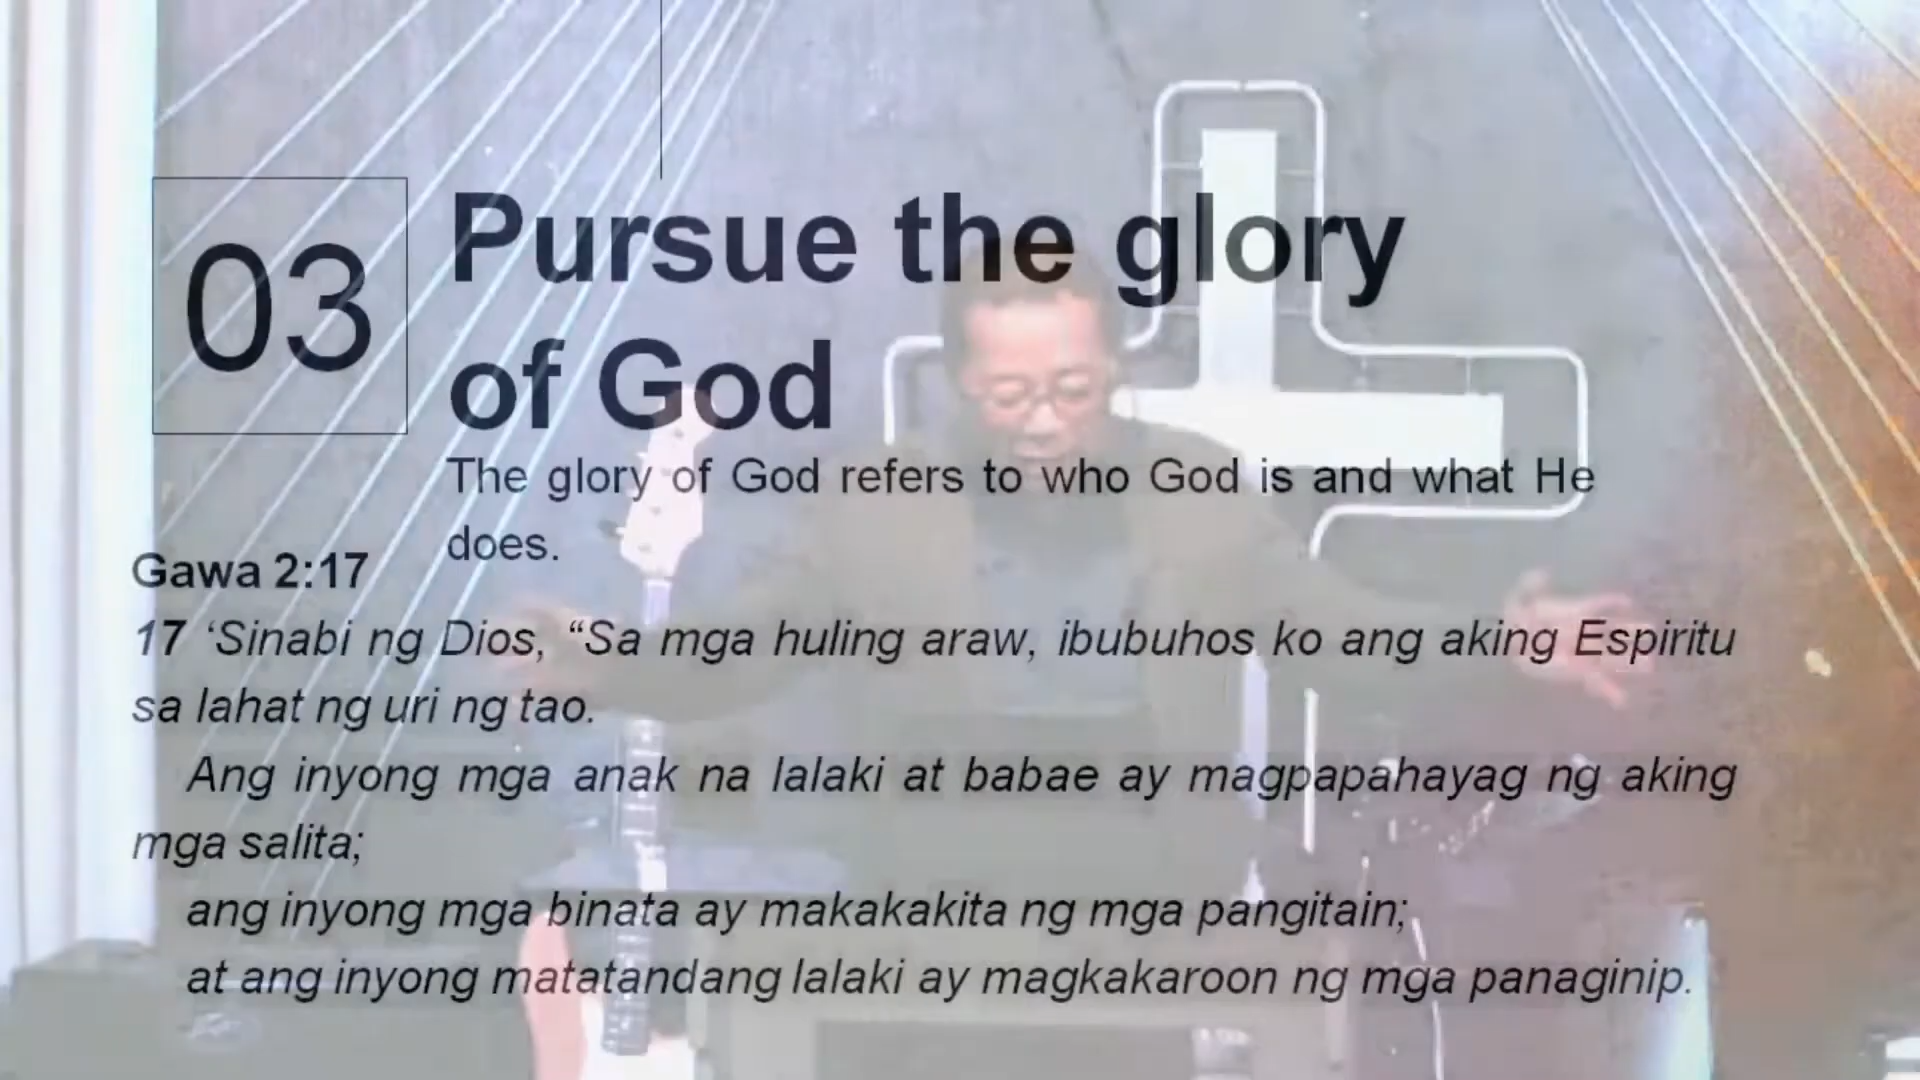 03
Pursue the glory
of God
The glory of God refers to who God is and what He
does.
Gawa 2:17
17 ‘Sinabi ng Dios, “Sa mga huling araw, ibubuhos ko ang aking Espiritu
sa lahat ng uri ng tao.
Ang inyong mga anak na lalaki at babae ay magpapahayag ng aking
mga salita;
ang inyong mga binata ay makakakita ng mga pangitain;
at ang inyong matatandang lalaki ay magkakaroon ng mga panaginip.